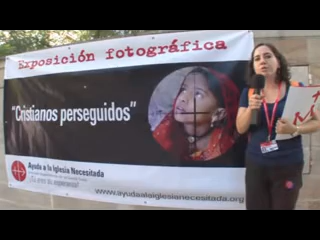 Exposición fotográfica
"Cristianos perseguidos"
Ayuda a la Iglesia Necesitada
www.ayudaalaiglesianecesitada.org